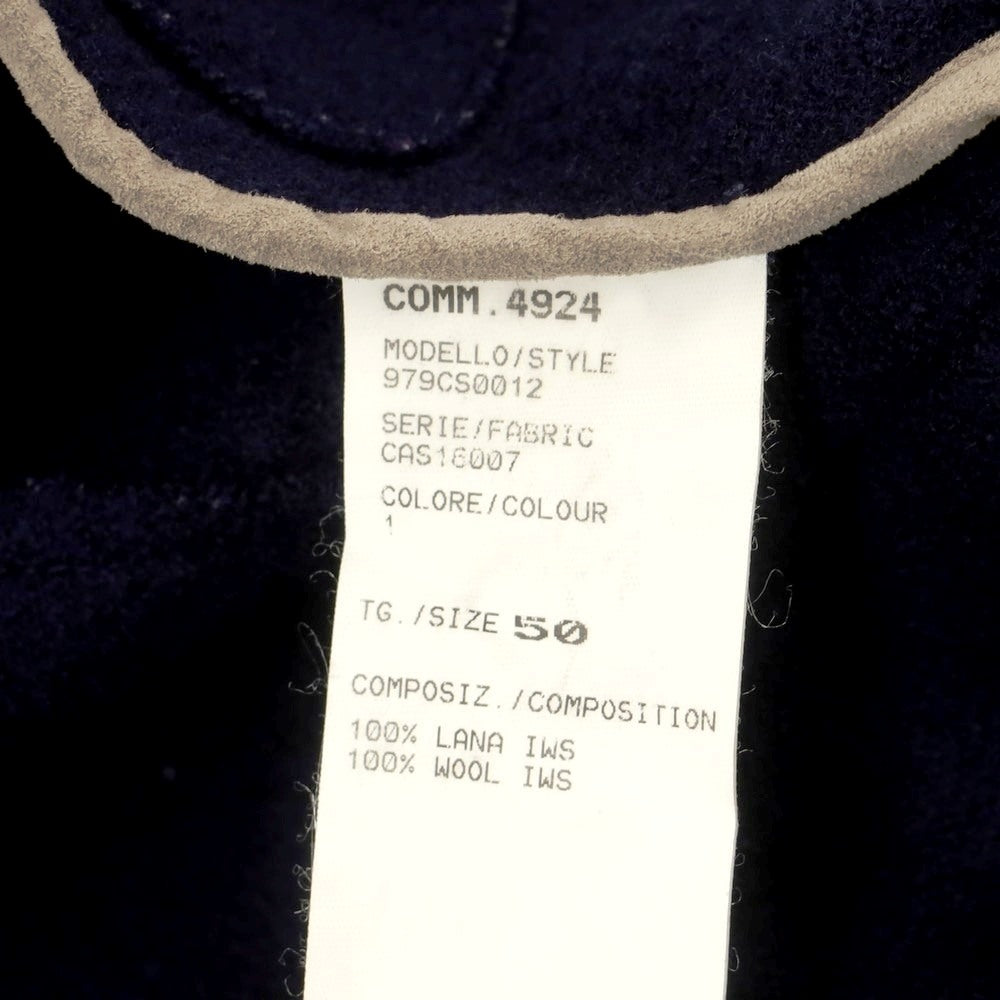 COMM.4924
MODELLO/STYLE
979CS0012
SERIE/FABRIC
CAS16007
COLORE/COLOUR
1
TG./SIZE 50
COMPOSIZ./COMPOSITION
100% LANA IWS
100% WOOL IWS